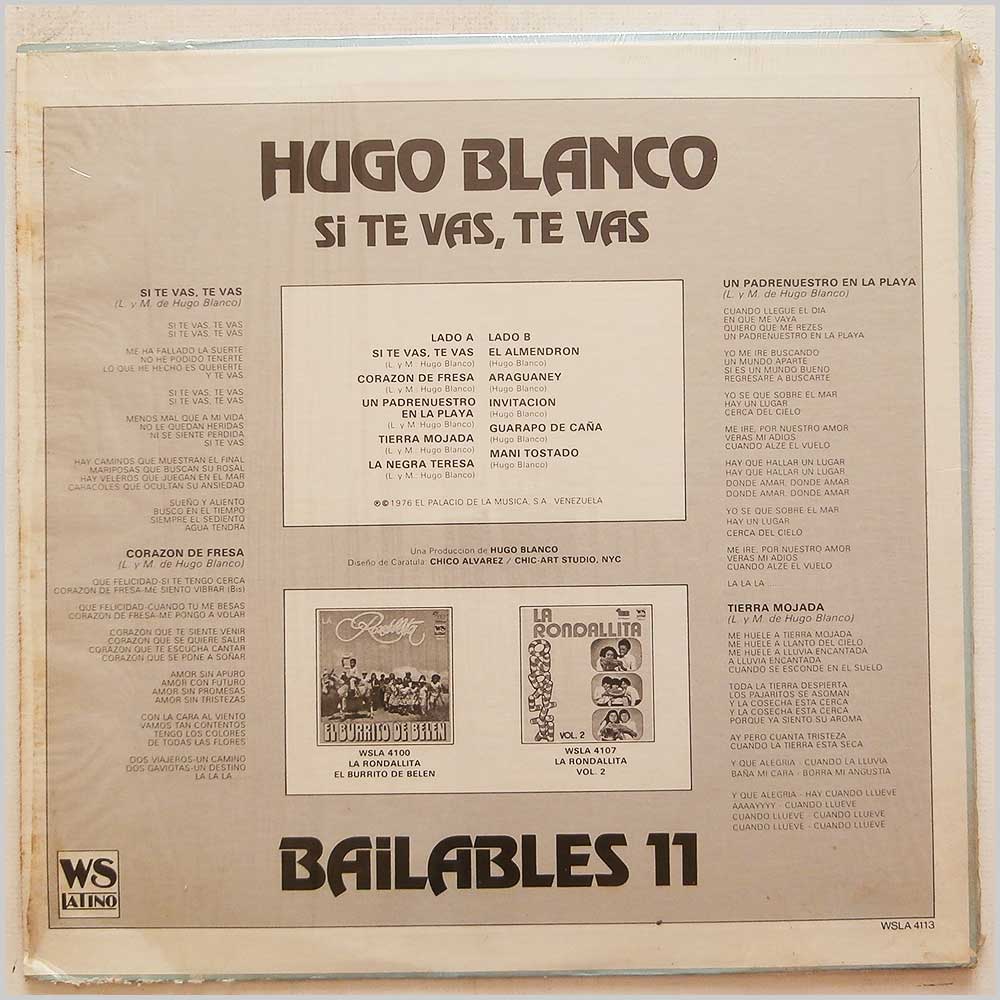 HUGO BLANCO
Si TE VAS, TE VAS
SI TE VAS, TE VAS
(L. y M. de Hugo Blanco)
SI TE VAS, TE VAS
SI TE VAS, TE VAS
ME HA FALLADO LA SUERTE
NO HE PODIDO TENERTE
LO QUE HE HECHO ES QUERERTE
Y TE VAS
SI TE VAS, TE VAS
SI TE VAS, TE VAS
MENOS MAL QUE A MI VIDA
NO LE QUEDAN HERIDAS
NI SE SIENTE PERDIDA
SI TE VAS
HAY CAMINOS QUE MUESTRAN EL FINAL
MARIPOSAS QUE BUSCAN SU ROSAL
HAY VELEROS QUE JUEGAN EN EL MAR
CARACOLES QUE OCULTAN SU ANSIEDAD
SUEÑO Y ALIENTO
BUSCO EN EL TIEMPO
SIEMPRE EL SEDIENTO
AGUA TENDRA
CORAZON DE FRESA
(L. y M. de Hugo Blanco)
QUE FELICIDAD-SI TE TENGO CERCA
CORAZON DE FRESA-ME SIENTO VIBRAR (Bis)
QUE FELICIDAD-CUANDO TU ME BESAS
CORAZON DE FRESA-ME PONGO A VOLAR
CORAZON QUE TE SIENTE VENIR
CORAZON QUE SE QUIERE SALIR
CORAZON QUE TE ESCUCHA CANTAR
CORAZON QUE SE PONE A SOÑAR
AMOR SIN APURO
AMOR CON FUTURO
AMOR SIN PROMESAS
AMOR SIN TRISTEZAS
CON LA CARA AL VIENTO
VAMOS TAN CONTENTOS
TENGO LOS COLORES
DE TODAS LAS FLORES
DOS VIAJEROS-UN CAMINO
DOS GAVIOTAS-UN DESTINO
LA LA LA ....
LADO A
SI TE VAS, TE VAS
(L. y M.: Hugo Blanco)
CORAZON DE FRESA
(L. y M.: Hugo Blanco)
UN PADRENUESTRO
EN LA PLAYA
(L. y M.: Hugo Blanco)
TIERRA MOJADA
(L. y M.: Hugo Blanco)
LA NEGRA TERESA
(L. y M.: Hugo Blanco)
LADO B
EL ALMENDRON
(Hugo Blanco)
ARAGUANEY
(Hugo Blanco)
INVITACION
(Hugo Blanco)
GUARAPO DE CAÑA
(Hugo Blanco)
MANI TOSTADO
(Hugo Blanco)
℗ © 1976 EL PALACIO DE LA MUSICA, S.A. VENEZUELA
Una Produccion de HUGO BLANCO
Diseño de Caratula: CHICO ALVAREZ / CHIC-ART STUDIO, NYC
LA
Rondallita
EL BURRITO DE BELEN
WSLA 4100
LA RONDALLITA
EL BURRITO DE BELEN
LA
RONDALLITA
VOL. 2
WSLA 4107
LA RONDALLITA
VOL. 2
UN PADRENUESTRO EN LA PLAYA
(L. y M. de Hugo Blanco)
CUANDO LLEGUE EL DIA
EN QUE ME VAYA
QUIERO QUE ME REZES
UN PADRENUESTRO EN LA PLAYA
YO ME IRE BUSCANDO
UN MUNDO APARTE
SI ES UN MUNDO BUENO
REGRESARE A BUSCARTE
YO SE QUE SOBRE EL MAR
HAY UN LUGAR
CERCA DEL CIELO
ME IRE, POR NUESTRO AMOR
VERAS MI ADIOS
CUANDO ALZE EL VUELO
HAY QUE HALLAR UN LUGAR
HAY QUE HALLAR UN LUGAR
DONDE AMAR, DONDE AMAR
DONDE AMAR, DONDE AMAR
YO SE QUE SOBRE EL MAR
HAY UN LUGAR
CERCA DEL CIELO
ME IRE, POR NUESTRO AMOR
VERAS MI ADIOS
CUANDO ALZE EL VUELO
LA LA LA ....
TIERRA MOJADA
(L. y M. de Hugo Blanco)
ME HUELE A TIERRA MOJADA
ME HUELE A LLANTO DEL CIELO
ME HUELE A LLUVIA ENCANTADA
A LLUVIA ENCANTADA
CUANDO SE ESCONDE EN EL SUELO
TODA LA TIERRA DESPIERTA
LOS PAJARITOS SE ASOMAN
Y LA COSECHA ESTA CERCA
Y LA COSECHA ESTA CERCA
PORQUE YA SIENTO SU AROMA
AY PERO CUANTA TRISTEZA
CUANDO LA TIERRA ESTA SECA
Y QUE ALEGRIA - CUANDO LA LLUVIA
BAÑA MI CARA - BORRA MI ANGUSTIA
Y QUE ALEGRIA - HAY CUANDO LLUEVE
AAAAYYYY - CUANDO LLUEVE
CUANDO LLUEVE - CUANDO LLUEVE
CUANDO LLUEVE - CUANDO LLUEVE
BAiLABLES 11
WS
LATINO
WSLA 4113